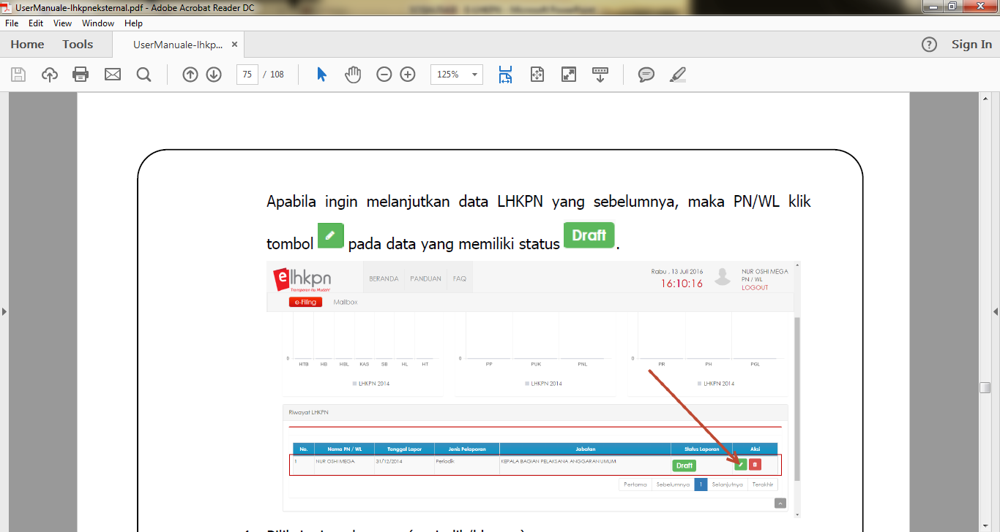 UserManuale-lhkpneksternal.pdf - Adobe Acrobat Reader DC
File Edit View Window Help
Home Tools UserManuale-lhkp... × ? Sign In
75 / 108 125%
Apabila ingin melanjutkan data LHKPN yang sebelumnya, maka PN/WL klik
tombol pada data yang memiliki status Draft .
elhkpn
Transparan Itu Mudah!
BERANDA PANDUAN FAQ
Rabu , 13 Juli 2016
16:10:16
NUR OSHI MEGA
PN / WL
LOGOUT
e-Filing Mailbox
0 0 0
HTB HB HBL KAS SB HL HT PP PUK PNL PR PH PGL
LHKPN 2014 LHKPN 2014 LHKPN 2014
Riwayat LHKPN
No. Nama PN / WL Tanggal Lapor Jenis Pelaporan Jabatan Status Laporan Aksi
1 NUR OSHI MEGA 31/12/2014 Periodik KEPALA BAGIAN PELAKSANA ANGGARAN UMUM Draft
Pertama Sebelumnya 1 Selanjutnya Terakhir